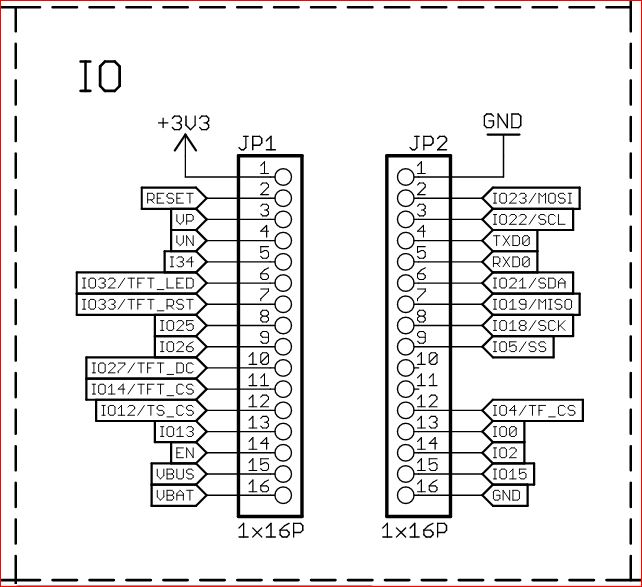 IO
+3V3
GND
JP1
JP2
1
1
RESET 2
2 IO23/MOSI
VP 3
3 IO22/SCL
VN 4
4 TXD0
I34 5
5 RXD0
IO32/TFT_LED 6
6 IO21/SDA
IO33/TFT_RST 7
7 IO19/MISO
IO25 8
8 IO18/SCK
IO26 9
9 IO5/SS
IO27/TFT_DC 10
10
IO14/TFT_CS 11
11
IO12/TS_CS 12
12 IO4/TF_CS
IO13 13
13 IO0
EN 14
14 IO2
VBUS 15
15 IO15
VBAT 16
16 GND
1x16P
1x16P